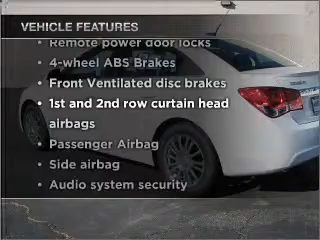 VEHICLE FEATURES
• Remote power door locks
• 4-wheel ABS Brakes
• Front Ventilated disc brakes
• 1st and 2nd row curtain head
airbags
• Passenger Airbag
• Side airbag
• Audio system security